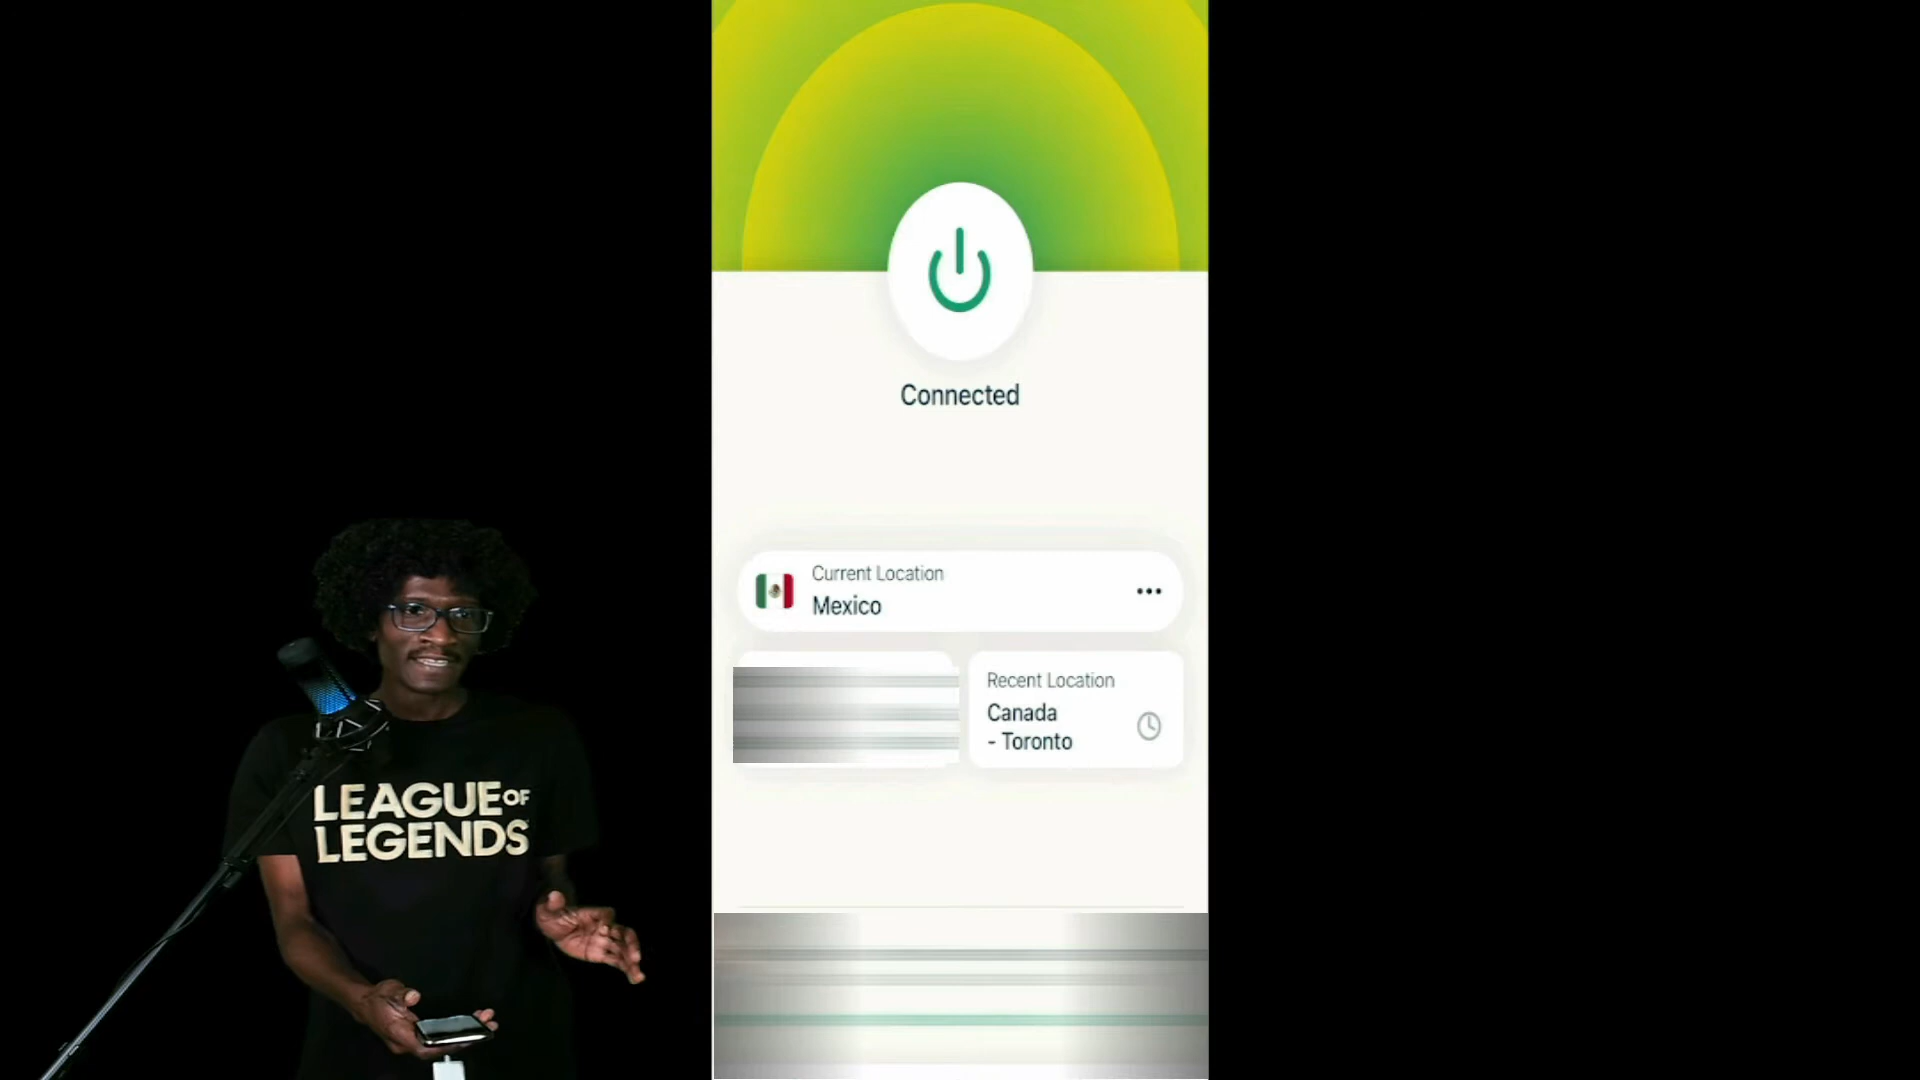 Connected
Current Location
Mexico
Recent Location
Canada
- Toronto
LEAGUE OF
LEGENDS